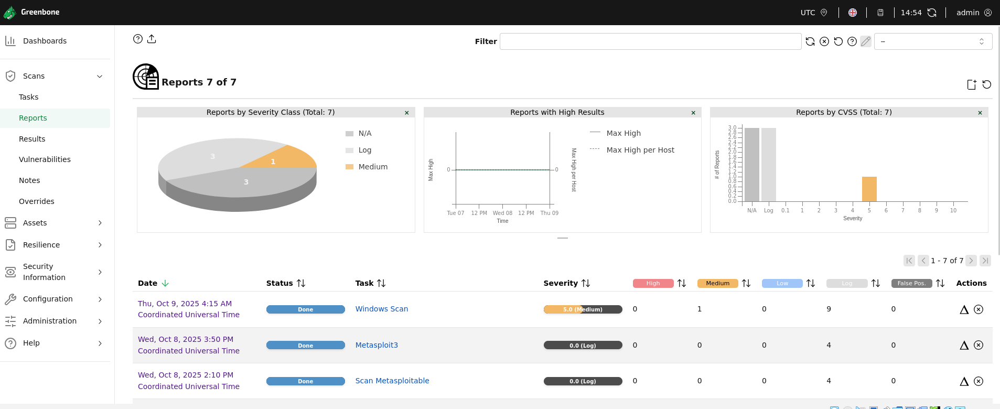 Greenbone
UTC
14:54
admin
Dashboards
Scans
Tasks
Reports
Results
Vulnerabilities
Notes
Overrides
Assets
Resilience
Security
Information
Configuration
Administration
Help
Filter
--
Reports 7 of 7
Reports by Severity Class (Total: 7)
×
N/A
Log
Medium
3
1
3
Reports with High Results
×
Max High
Max High per Host
Max High
0
0
Max High per Host
Tue 07 12 PM Wed 08 12 PM Thu 09
Time
Reports by CVSS (Total: 7)
×
# of Reports
3.0
2.8
2.6
2.4
2.2
2.0
1.8
1.6
1.4
1.2
1.0
0.8
0.6
0.4
0.2
0.0
N/A Log 0.1 1 2 3 4 5 6 7 8 9 10
Severity
1 - 7 of 7
Date Status Task Severity High Medium Low Log False Pos. Actions
Thu, Oct 9, 2025 4:15 AM
Coordinated Universal Time
Done Windows Scan 5.0 (Medium) 0 1 0 9 0
Wed, Oct 8, 2025 3:50 PM
Coordinated Universal Time
Done Metasploit3 0.0 (Log) 0 0 0 4 0
Wed, Oct 8, 2025 2:10 PM
Coordinated Universal Time
Done Scan Metasploitable 0.0 (Log) 0 0 0 4 0